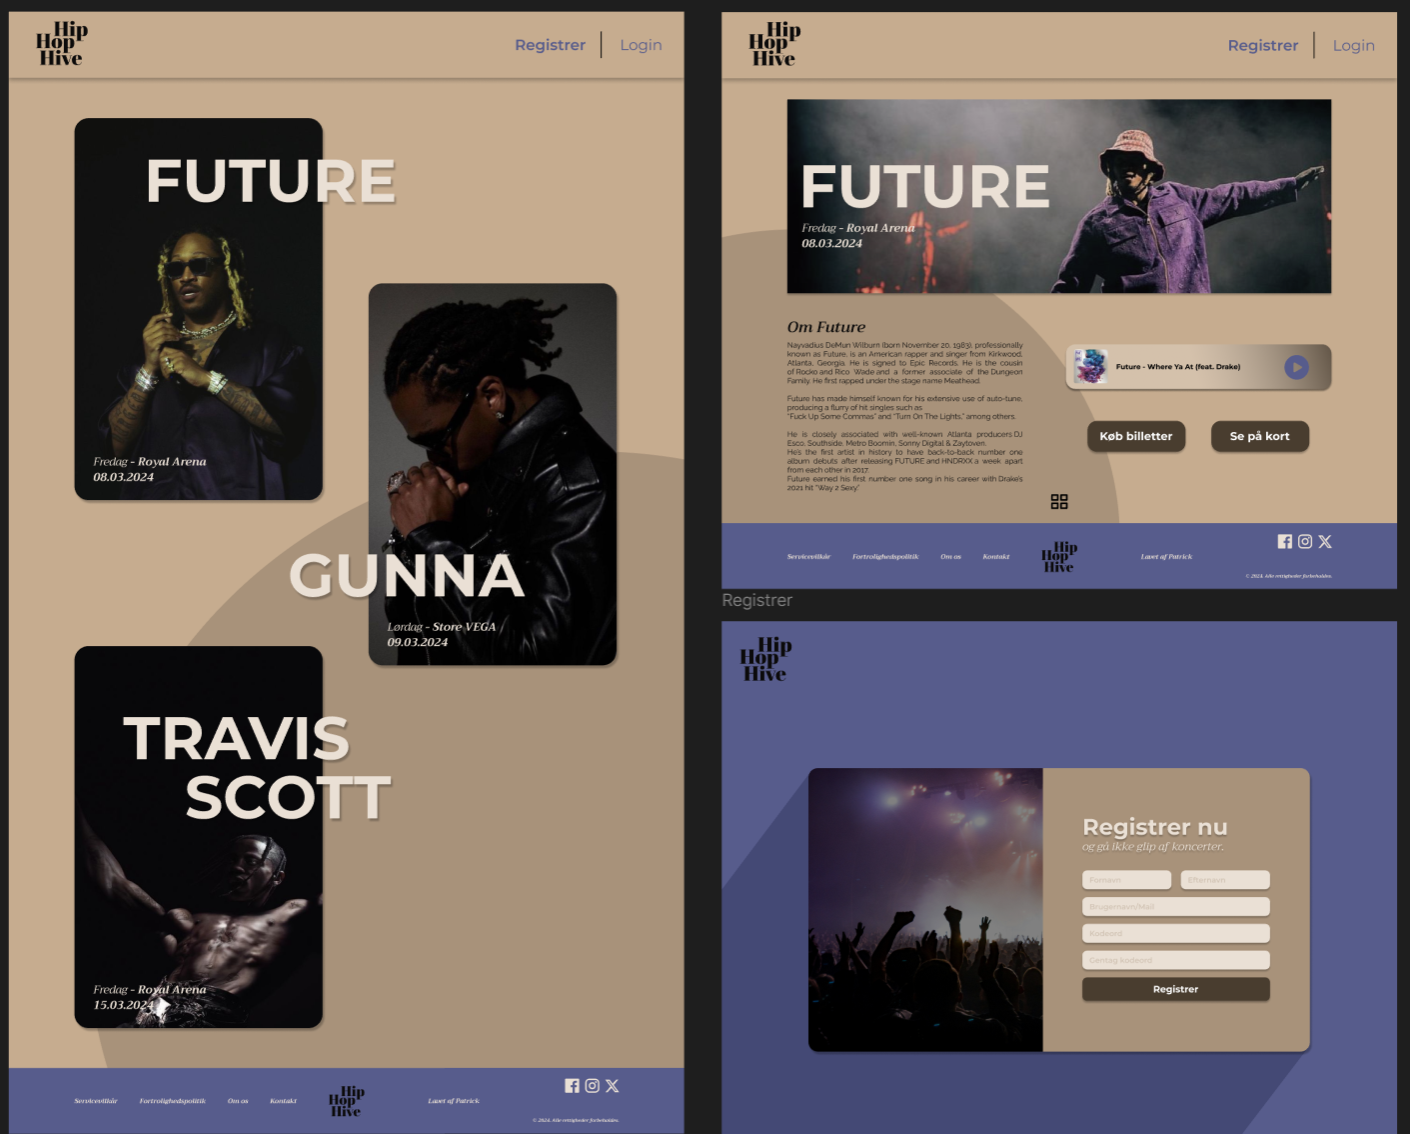 Hip
Hop
Hive
Registrer
Login
FUTURE
Fredag - Royal Arena
08.03.2024
GUNNA
Lørdag - Store VEGA
09.03.2024
TRAVIS
SCOTT
Fredag - Royal Arena
15.03.2024
Servicevilkår
Fortrolighedspolitik
Om os
Kontakt
Hip
Hop
Hive
Lavet af Patrick
© 2024. Alle rettigheder forbeholdes.
Hip
Hop
Hive
Registrer
Login
FUTURE
Fredag - Royal Arena
08.03.2024
Om Future
Nayvadius DeMun Wilburn (born November 20, 1983), professionally
known as Future, is an American rapper and singer from Kirkwood,
Atlanta, Georgia. He is signed to Epic Records. He is the cousin
of Rocko and Rico Wade and a former associate of the Dungeon
Family. He first rapped under the stage name Meathead.
Future has made himself known for his extensive use of auto-tune,
producing a flurry of hit singles such as
"Fuck Up Some Commas" and "Turn On The Lights," among others.
He is closely associated with well-known Atlanta producers DJ
Esco, Southside, Metro Boomin, Sonny Digital & Zaytoven.
He's the first artist in history to have back-to-back number one
album debuts after releasing FUTURE and HNDRXX a week apart
from each other in 2017.
Future earned his first number one song in his career with Drake's
2021 hit "Way 2 Sexy."
Future - Where Ya At (feat. Drake)
Køb billetter
Se på kort
Servicevilkår
Fortrolighedspolitik
Om os
Kontakt
Hip
Hop
Hive
Lavet af Patrick
© 2024. Alle rettigheder forbeholdes.
Registrer
Hip
Hop
Hive
Registrer nu
og gå ikke glip af koncerter.
Fornavn
Efternavn
Brugernavn/Mail
Kodeord
Gentag kodeord
Registrer